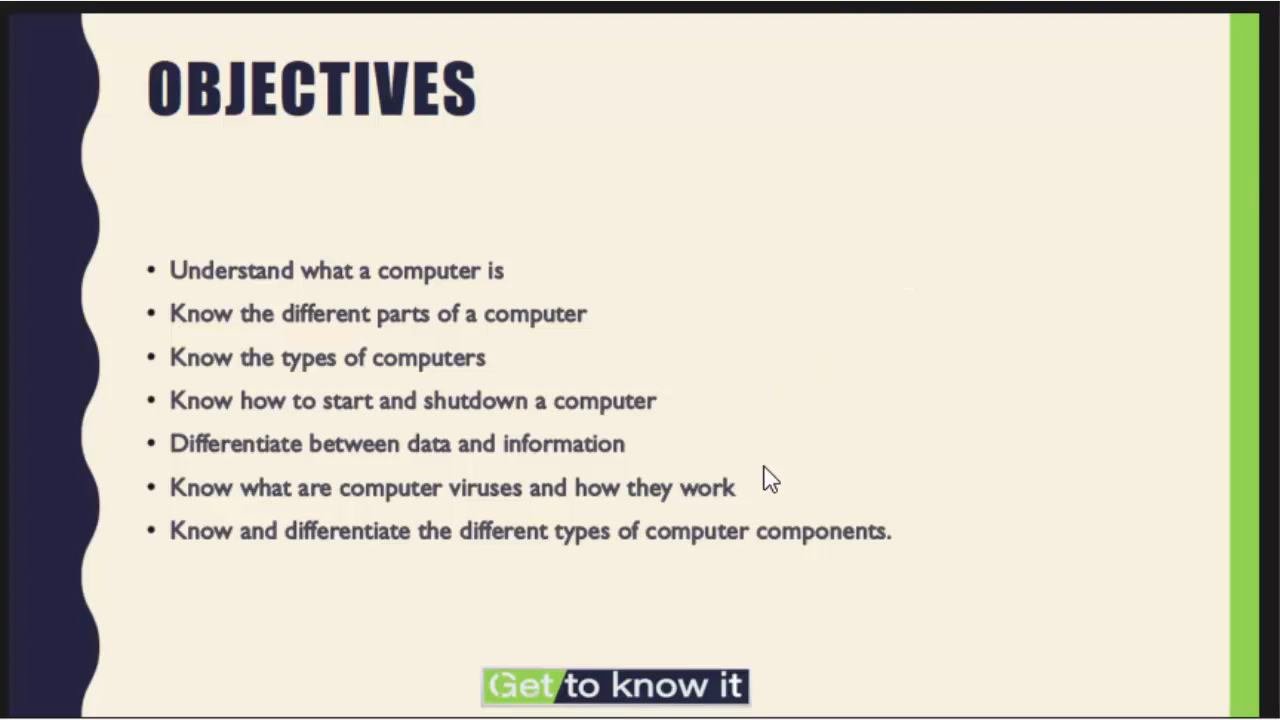 OBJECTIVES
• Understand what a computer is
• Know the different parts of a computer
• Know the types of computers
• Know how to start and shutdown a computer
• Differentiate between data and information
• Know what are computer viruses and how they work
• Know and differentiate the different types of computer components.
Get to know it